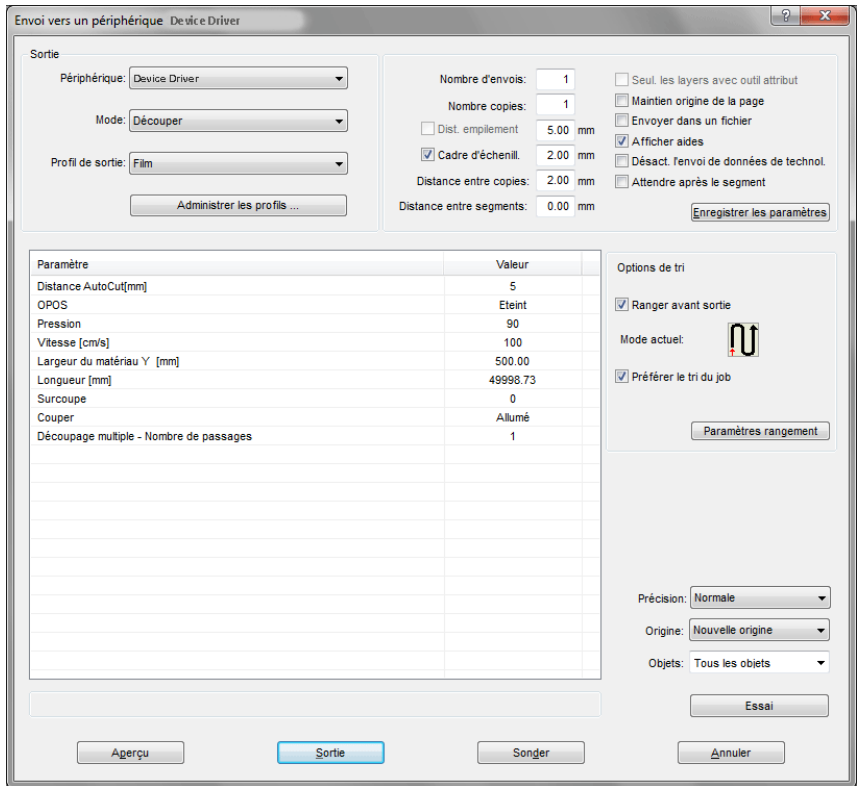 Envoi vers un périphérique Device Driver
Sortie
Périphérique: Device Driver
Mode: Découper
Profil de sortie: Film
Administrer les profils ...
Nombre d'envois: 1
Nombre copies: 1
Dist. empilement 5.00 mm
Cadre d'échenill. 2.00 mm
Distance entre copies: 2.00 mm
Distance entre segments: 0.00 mm
Seul. les layers avec outil attribut
Maintien origine de la page
Envoyer dans un fichier
Afficher aides
Désact. l'envoi de données de technol.
Attendre après le segment
Enregistrer les paramètres
Paramètre Valeur
Distance AutoCut[mm] 5
OPOS Eteint
Pression 90
Vitesse [cm/s] 100
Largeur du matériau Y [mm] 500.00
Longueur [mm] 49998.73
Surcoupe 0
Couper Allumé
Découpage multiple - Nombre de passages 1
Options de tri
Ranger avant sortie
Mode actuel:
Préférer le tri du job
Paramètres rangement
Précision: Normale
Origine: Nouvelle origine
Objets: Tous les objets
Essai
Aperçu Sortie Sonder Annuler